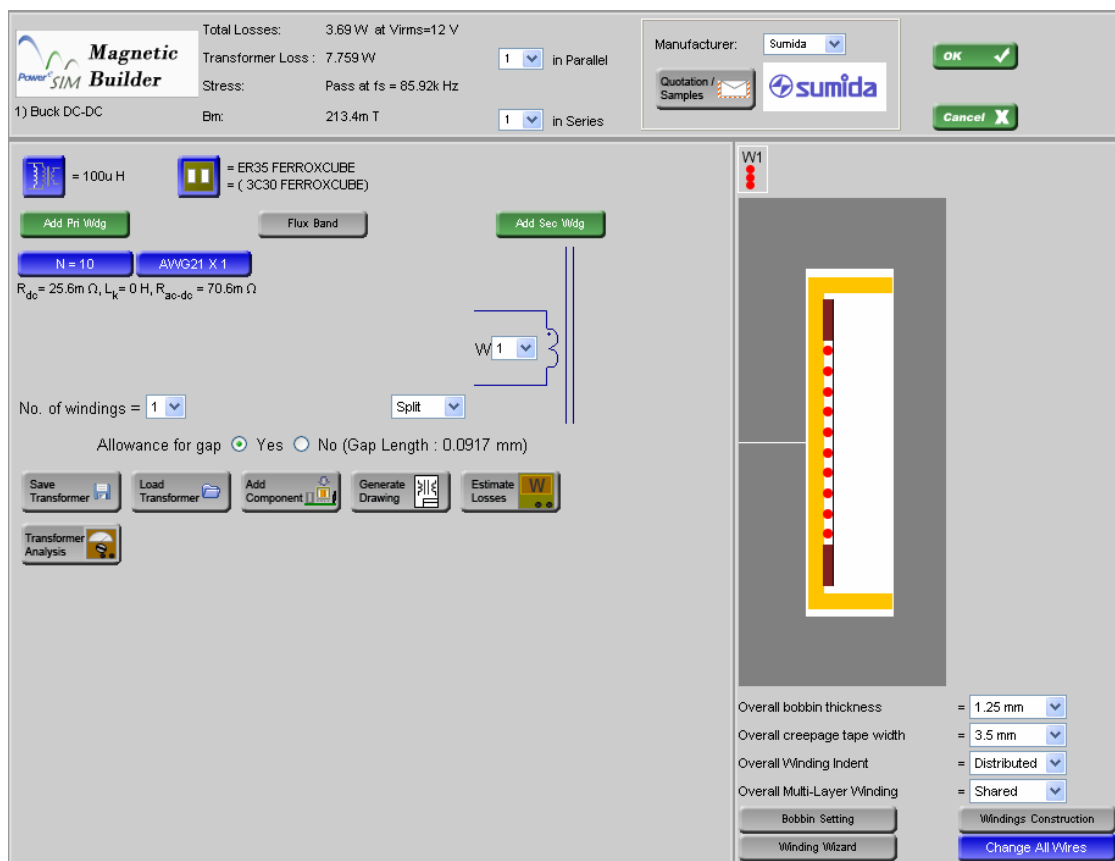 Magnetic
Power SIM Builder
1) Buck DC-DC
Total Losses: 3.69 W at Virms=12 V
Transformer Loss : 7.759 W
Stress: Pass at fs = 85.92k Hz
Bm: 213.4m T
1 in Parallel
1 in Series
Manufacturer: Sumida
Quotation /
Samples
sumida
OK
Cancel X
= 100u H
= ER35 FERROXCUBE
= ( 3C30 FERROXCUBE)
Add Pri Wdg
Flux Band
Add Sec Wdg
N = 10
AWG21 X 1
Rdc= 25.6m Ω, Lk= 0 H, Rac-dc = 70.6m Ω
W 1
No. of windings = 1
Split
Allowance for gap Yes No (Gap Length : 0.0917 mm)
Save
Transformer
Load
Transformer
Add
Component
Generate
Drawing
Estimate
Losses
W
Transformer
Analysis
W1
Overall bobbin thickness = 1.25 mm
Overall creepage tape width = 3.5 mm
Overall Winding Indent = Distributed
Overall Multi-Layer Winding = Shared
Bobbin Setting
Windings Construction
Winding Wizard
Change All Wires